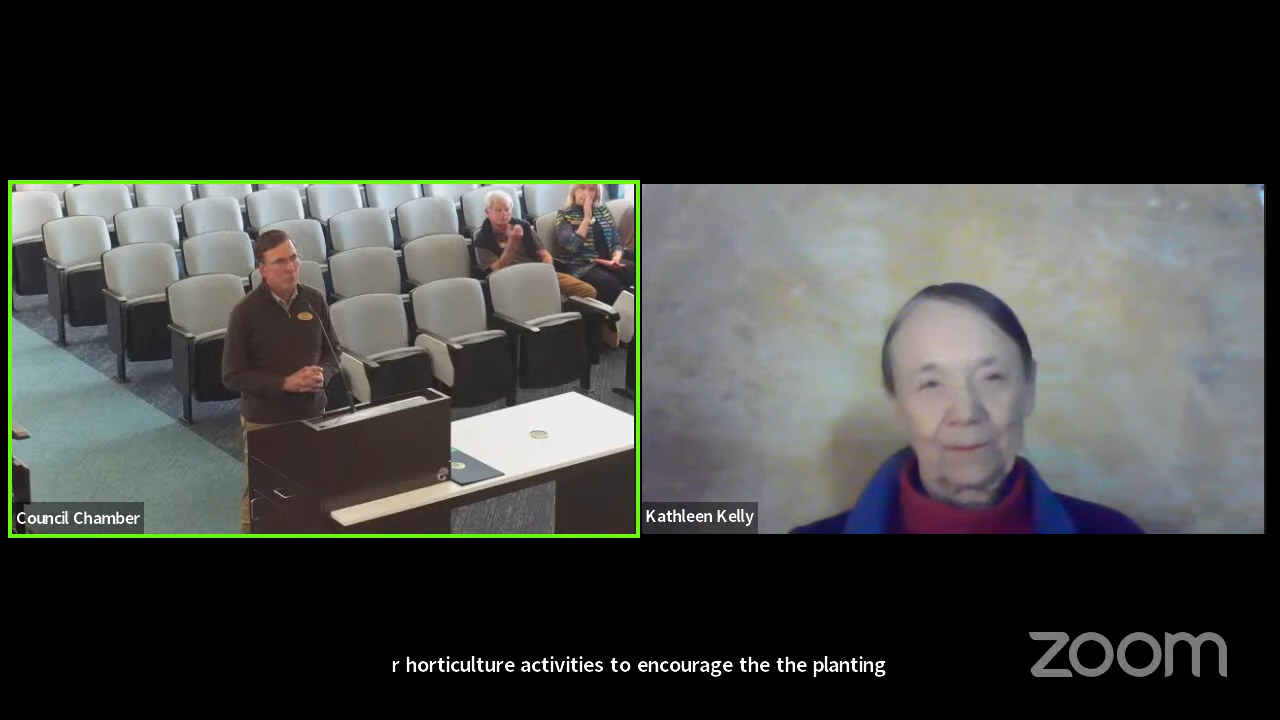 Council Chamber
Kathleen Kelly
r horticulture activities to encourage the the planting
zoom